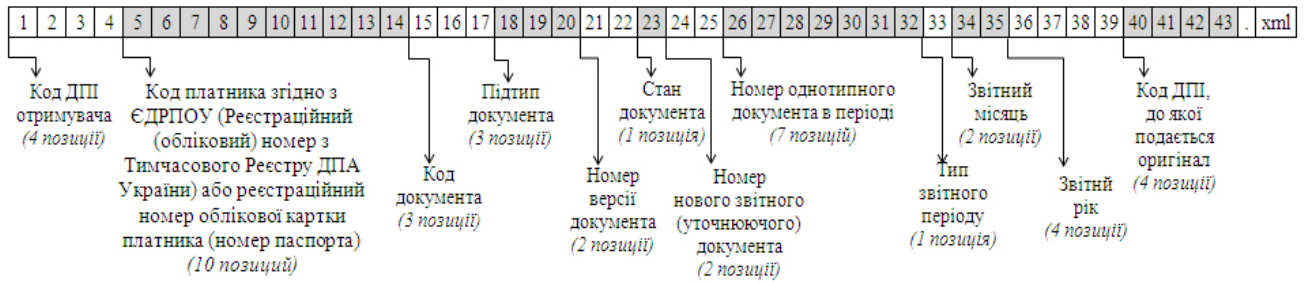 1 2 3 4 5 6 7 8 9 10 11 12 13 14 15 16 17 18 19 20 21 22 23 24 25 26 27 28 29 30 31 32 33 34 35 36 37 38 39 40 41 42 43 . xml
Код ДПІ
отримувача
(4 позиції)
Код платника згідно з
ЄДРПОУ (Реєстраційний
(обліковий) номер з
Тимчасового Реєстру ДПА
України) або реєстраційний
номер облікової картки
платника (номер паспорта)
(10 позиций)
Код
документа
(3 позиції)
Підтип
документа
(3 позиції)
Номер
версії
документа
(2 позиції)
Стан
документа
(1 позиція)
Номер
нового звітного
(уточнюючого)
документа
(2 позиції)
Номер однотипного
документа в періоді
(7 позицій)
Тип
звітного
періоду
(1 позиція)
Звітний
місяць
(2 позиції)
Звітнй
рік
(4 позиції)
Код ДПІ,
до якої
подається
оригінал
(4 позиції)